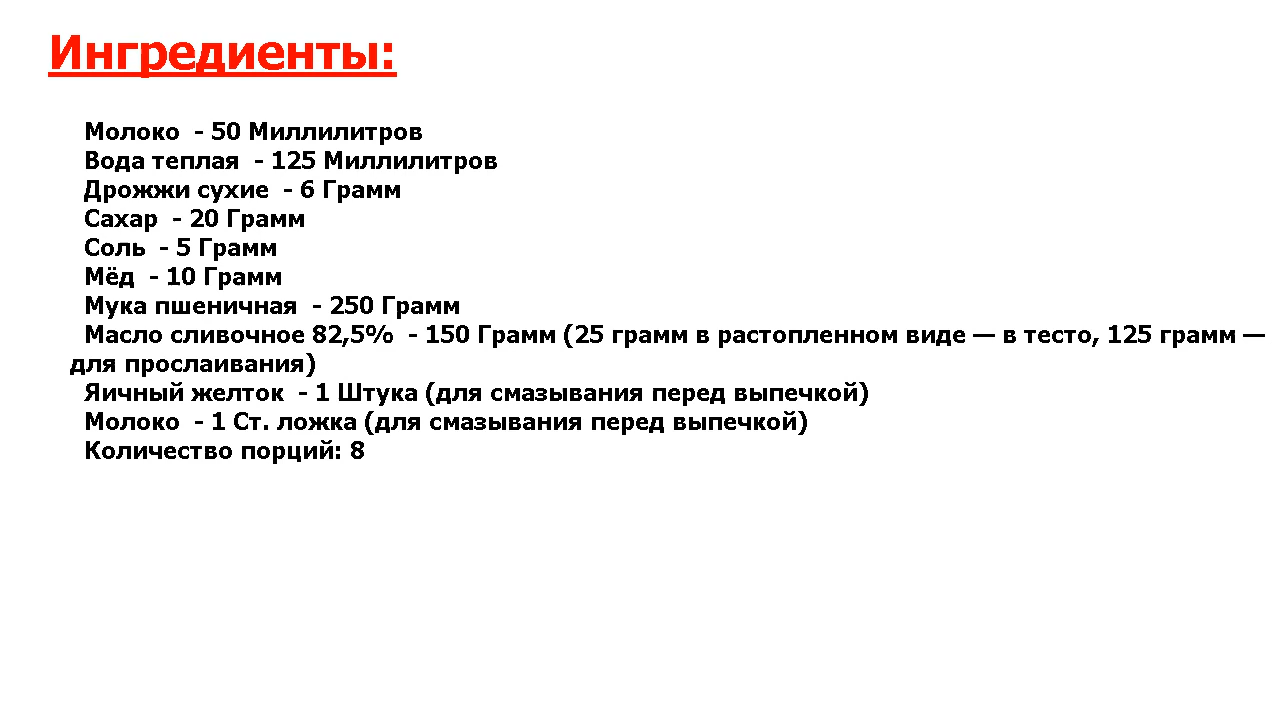 Ингредиенты:
Молоко  - 50 Миллилитров
Вода теплая  - 125 Миллилитров
Дрожжи сухие  - 6 Грамм
Сахар  - 20 Грамм
Соль  - 5 Грамм
Мёд  - 10 Грамм
Мука пшеничная  - 250 Грамм
Масло сливочное 82,5%  - 150 Грамм (25 грамм в растопленном виде — в тесто, 125 грамм —
для прослаивания)
Яичный желток  - 1 Штука (для смазывания перед выпечкой)
Молоко  - 1 Ст. ложка (для смазывания перед выпечкой)
Количество порций: 8